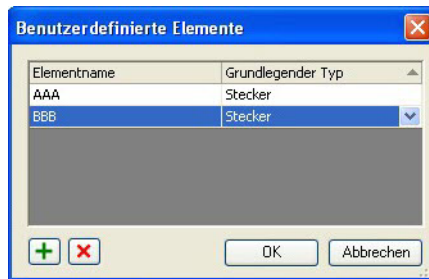 Benutzerdefinierte Elemente
Elementname Grundlegender Typ
AAA Stecker
BBB Stecker
OK Abbrechen